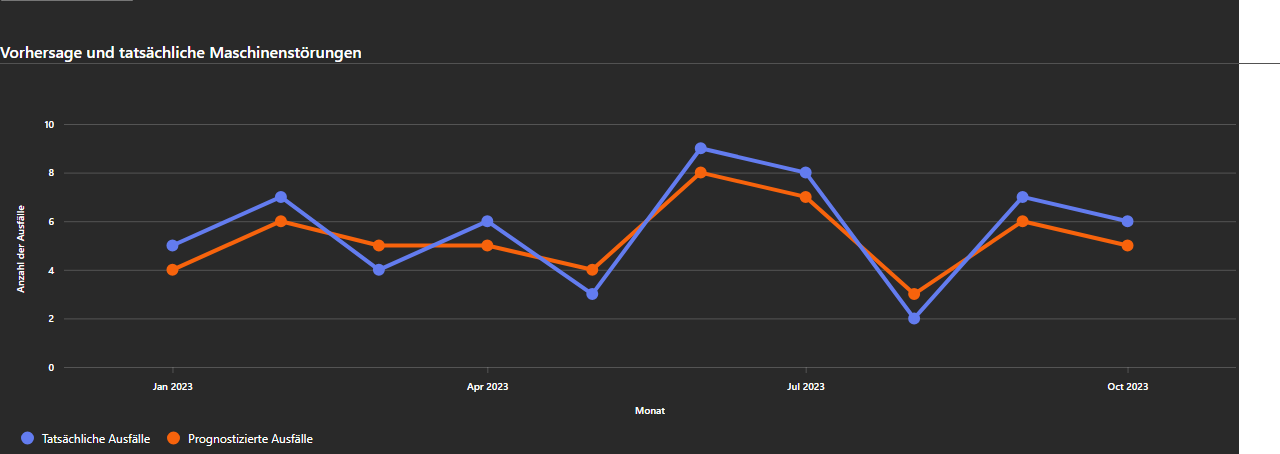 Vorhersage und tatsächliche Maschinenstörungen
10
8
6
4
2
0
Anzahl der Ausfälle
Jan 2023 Apr 2023 Jul 2023 Oct 2023
Monat
Tatsächliche Ausfälle Prognostizierte Ausfälle